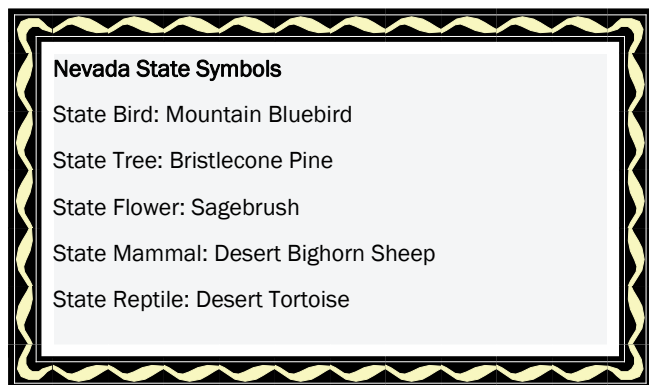 Nevada State Symbols
State Bird: Mountain Bluebird
State Tree: Bristlecone Pine
State Flower: Sagebrush
State Mammal: Desert Bighorn Sheep
State Reptile: Desert Tortoise